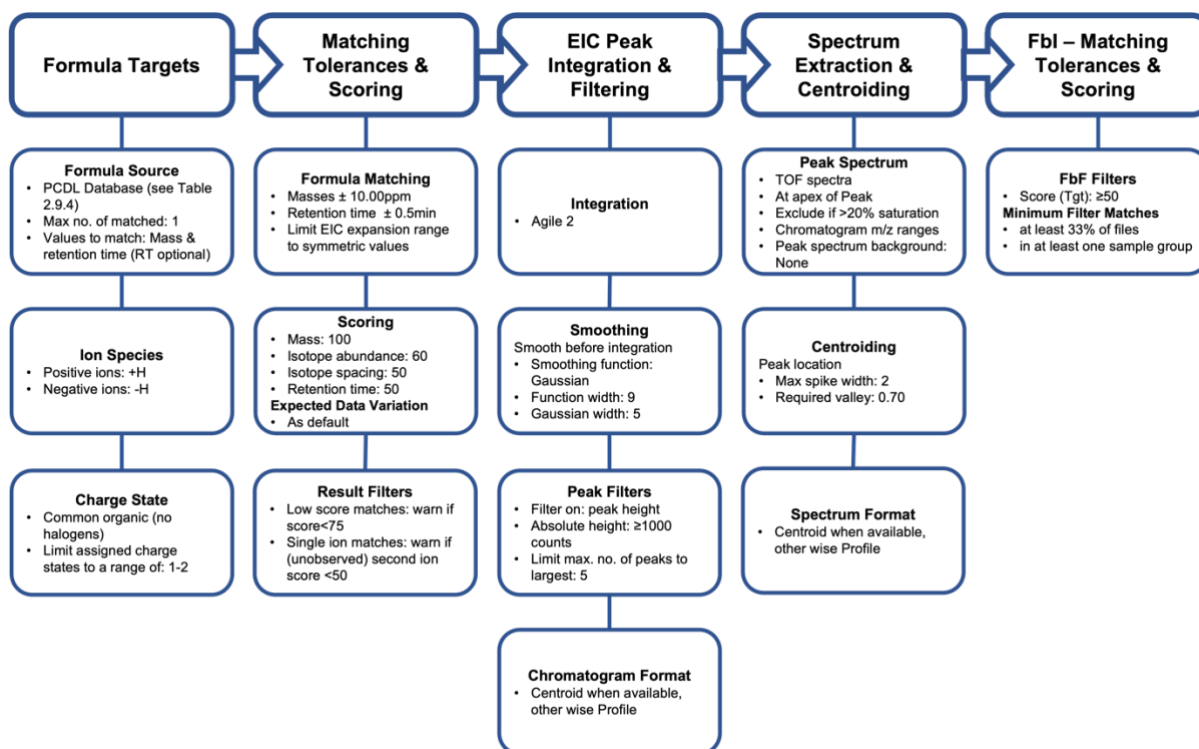 Formula Targets
Matching
Tolerances &
Scoring
EIC Peak
Integration &
Filtering
Spectrum
Extraction &
Centroiding
FbI – Matching
Tolerances &
Scoring
Formula Source
• PCDL Database (see Table
2.9.4)
• Max no. of matched: 1
• Values to match: Mass &
retention time (RT optional)
Formula Matching
• Masses ± 10.00ppm
• Retention time ± 0.5min
• Limit EIC expansion range
to symmetric values
Integration
• Agile 2
Peak Spectrum
• TOF spectra
• At apex of Peak
• Exclude if >20% saturation
• Chromatogram m/z ranges
• Peak spectrum background:
None
FbF Filters
• Score (Tgt): ≥50
Minimum Filter Matches
• at least 33% of files
• in at least one sample group
Ion Species
• Positive ions: +H
• Negative ions: -H
Scoring
• Mass: 100
• Isotope abundance: 60
• Isotope spacing: 50
• Retention time: 50
Expected Data Variation
• As default
Smoothing
Smooth before integration
• Smoothing function:
Gaussian
• Function width: 9
• Gaussian width: 5
Centroiding
Peak location
• Max spike width: 2
• Required valley: 0.70
Charge State
• Common organic (no
halogens)
• Limit assigned charge
states to a range of: 1-2
Result Filters
• Low score matches: warn if
score<75
• Single ion matches: warn if
(unobserved) second ion
score <50
Peak Filters
• Filter on: peak height
• Absolute height: ≥1000
counts
• Limit max. no. of peaks to
largest: 5
Spectrum Format
• Centroid when available,
other wise Profile
Chromatogram Format
• Centroid when available,
other wise Profile